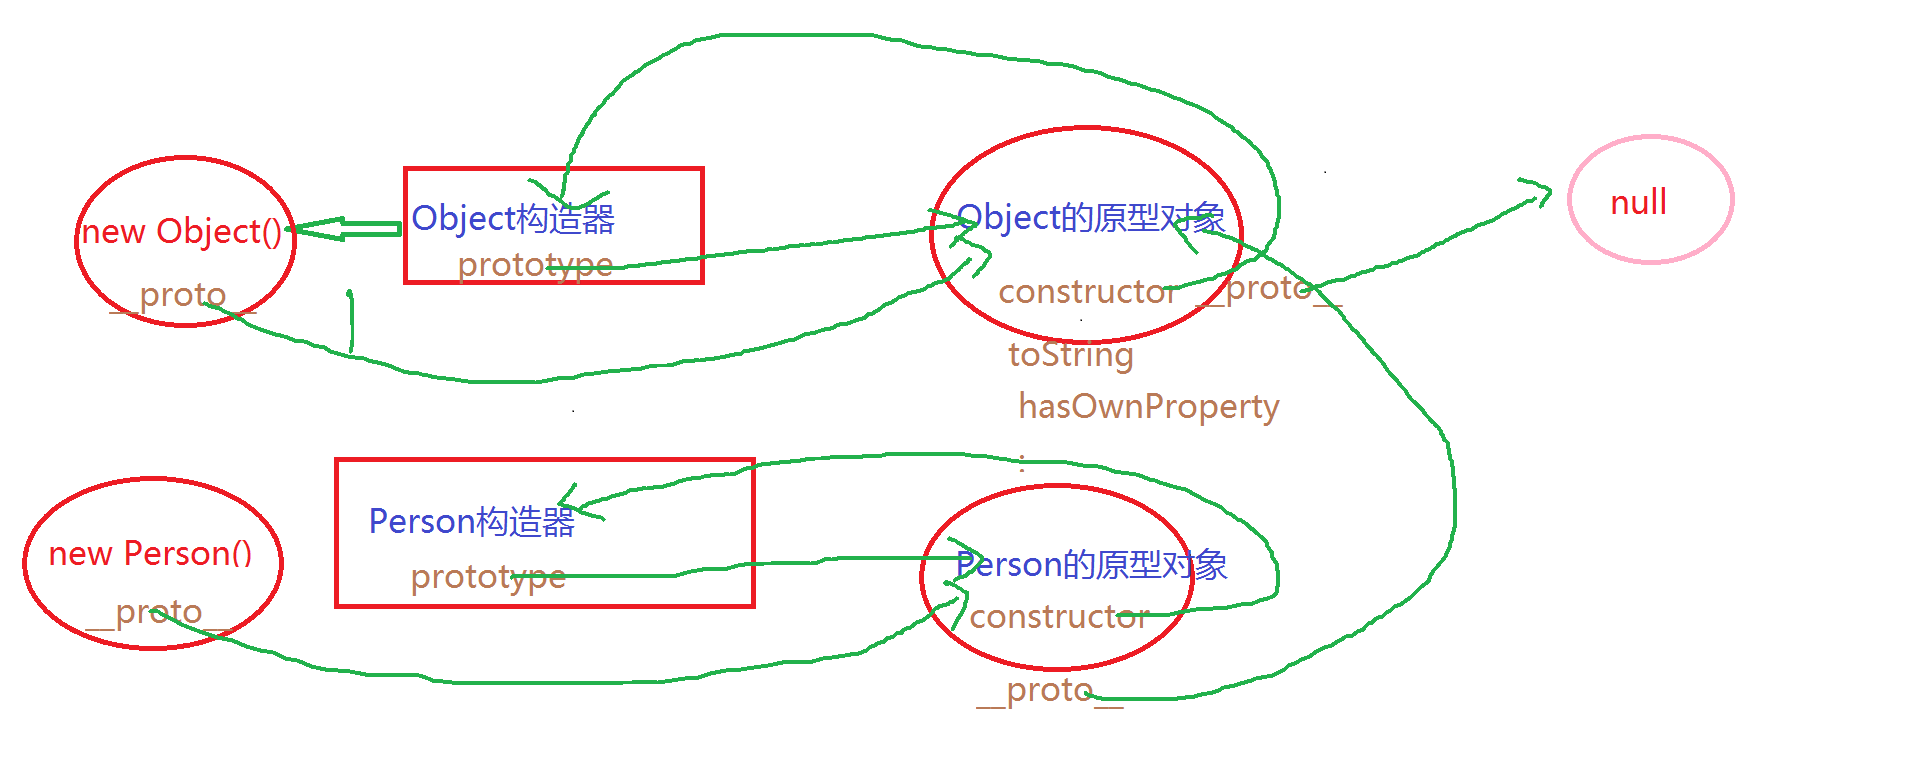 new Object()
__proto__
Object构造器
prototype
Object的原型对象
constructor
__proto__
toString
hasOwnProperty
:
null
new Person()
__proto__
Person构造器
prototype
Person的原型对象
constructor
__proto__